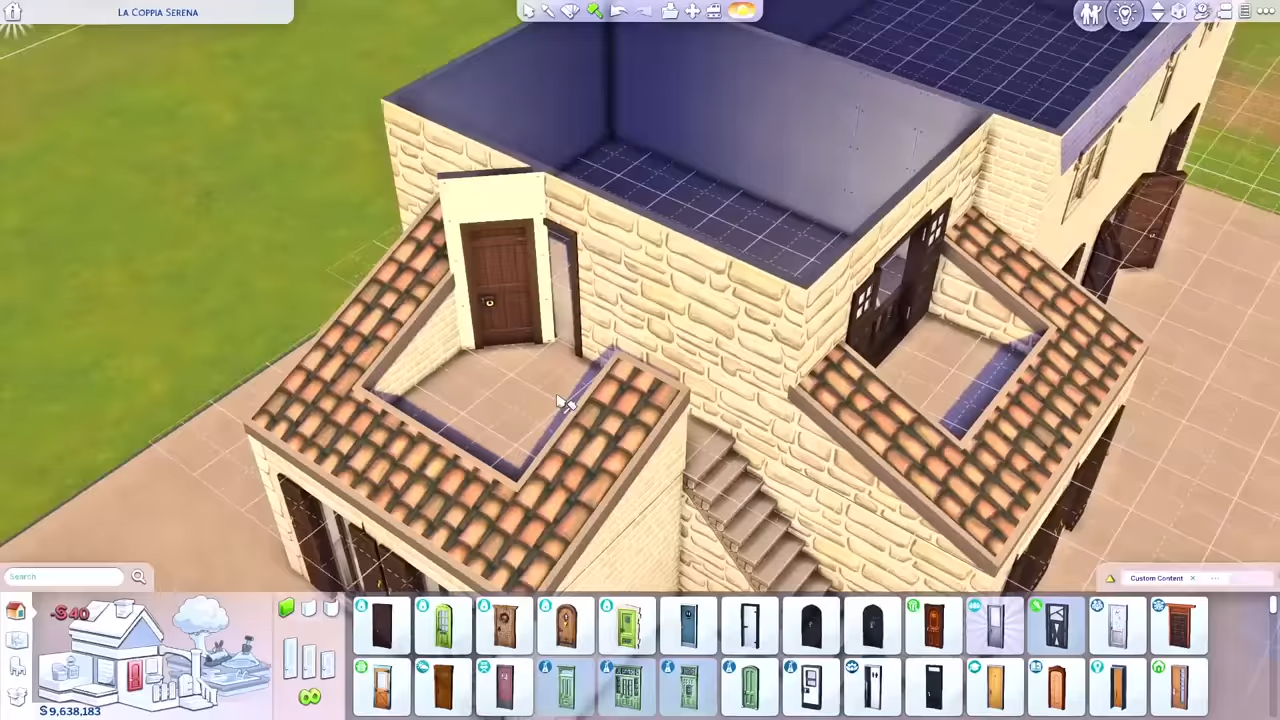 La Coppia Serena
Custom Content
Search
-§40
§9,638,183